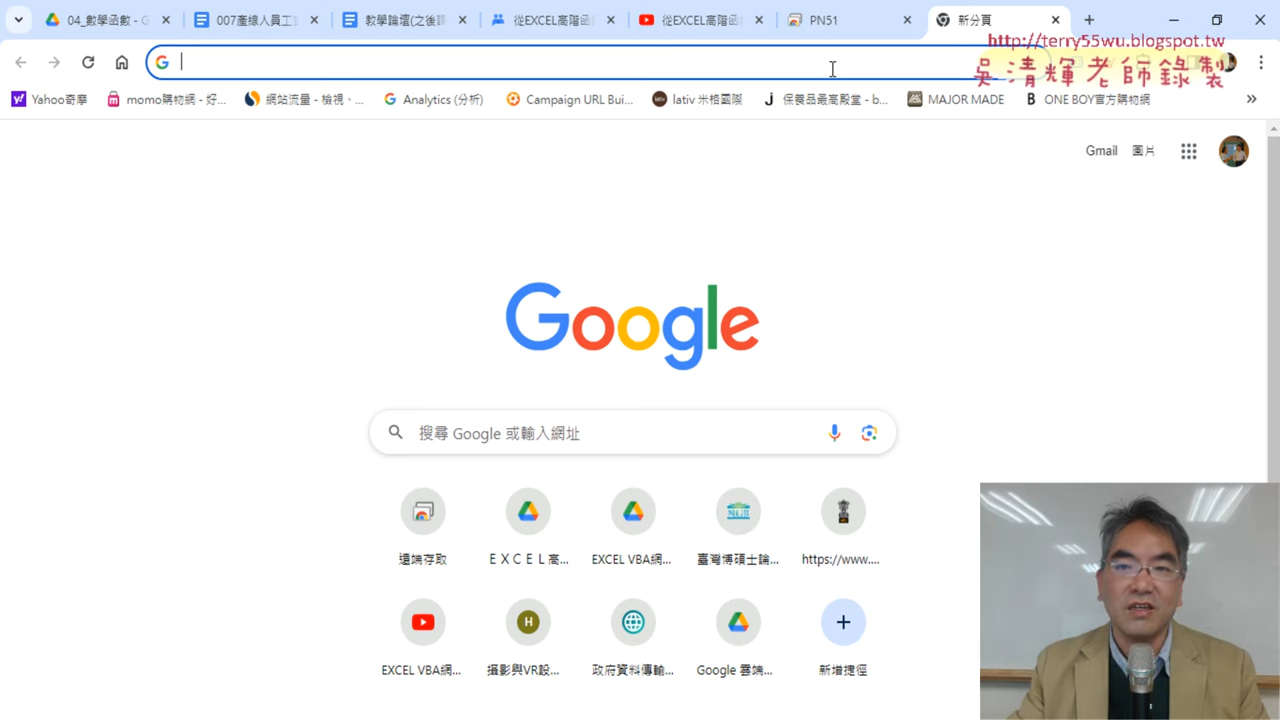 04_數學函數 - G
007產線人員工
教學論壇(之後
從EXCEL高階函
從EXCEL高階函
PN51
新分頁
http://terry55wu.blogspot.tw
吳清輝老師錄製
Yahoo奇摩
momo購物網 - 好...
網站流量 - 檢視、...
Analytics (分析)
Campaign URL Bui...
lativ 米格國際
保養品最高殿堂 - b...
MAJOR MADE
ONE BOY官方購物網
Gmail
圖片
Google
搜尋 Google 或輸入網址
遠端存取
ＥＸＣＥＬ高...
EXCEL VBA網...
臺灣博碩士論...
https://www....
EXCEL VBA網...
攝影與VR設...
政府資料傳輸...
Google 雲端...
新增捷徑